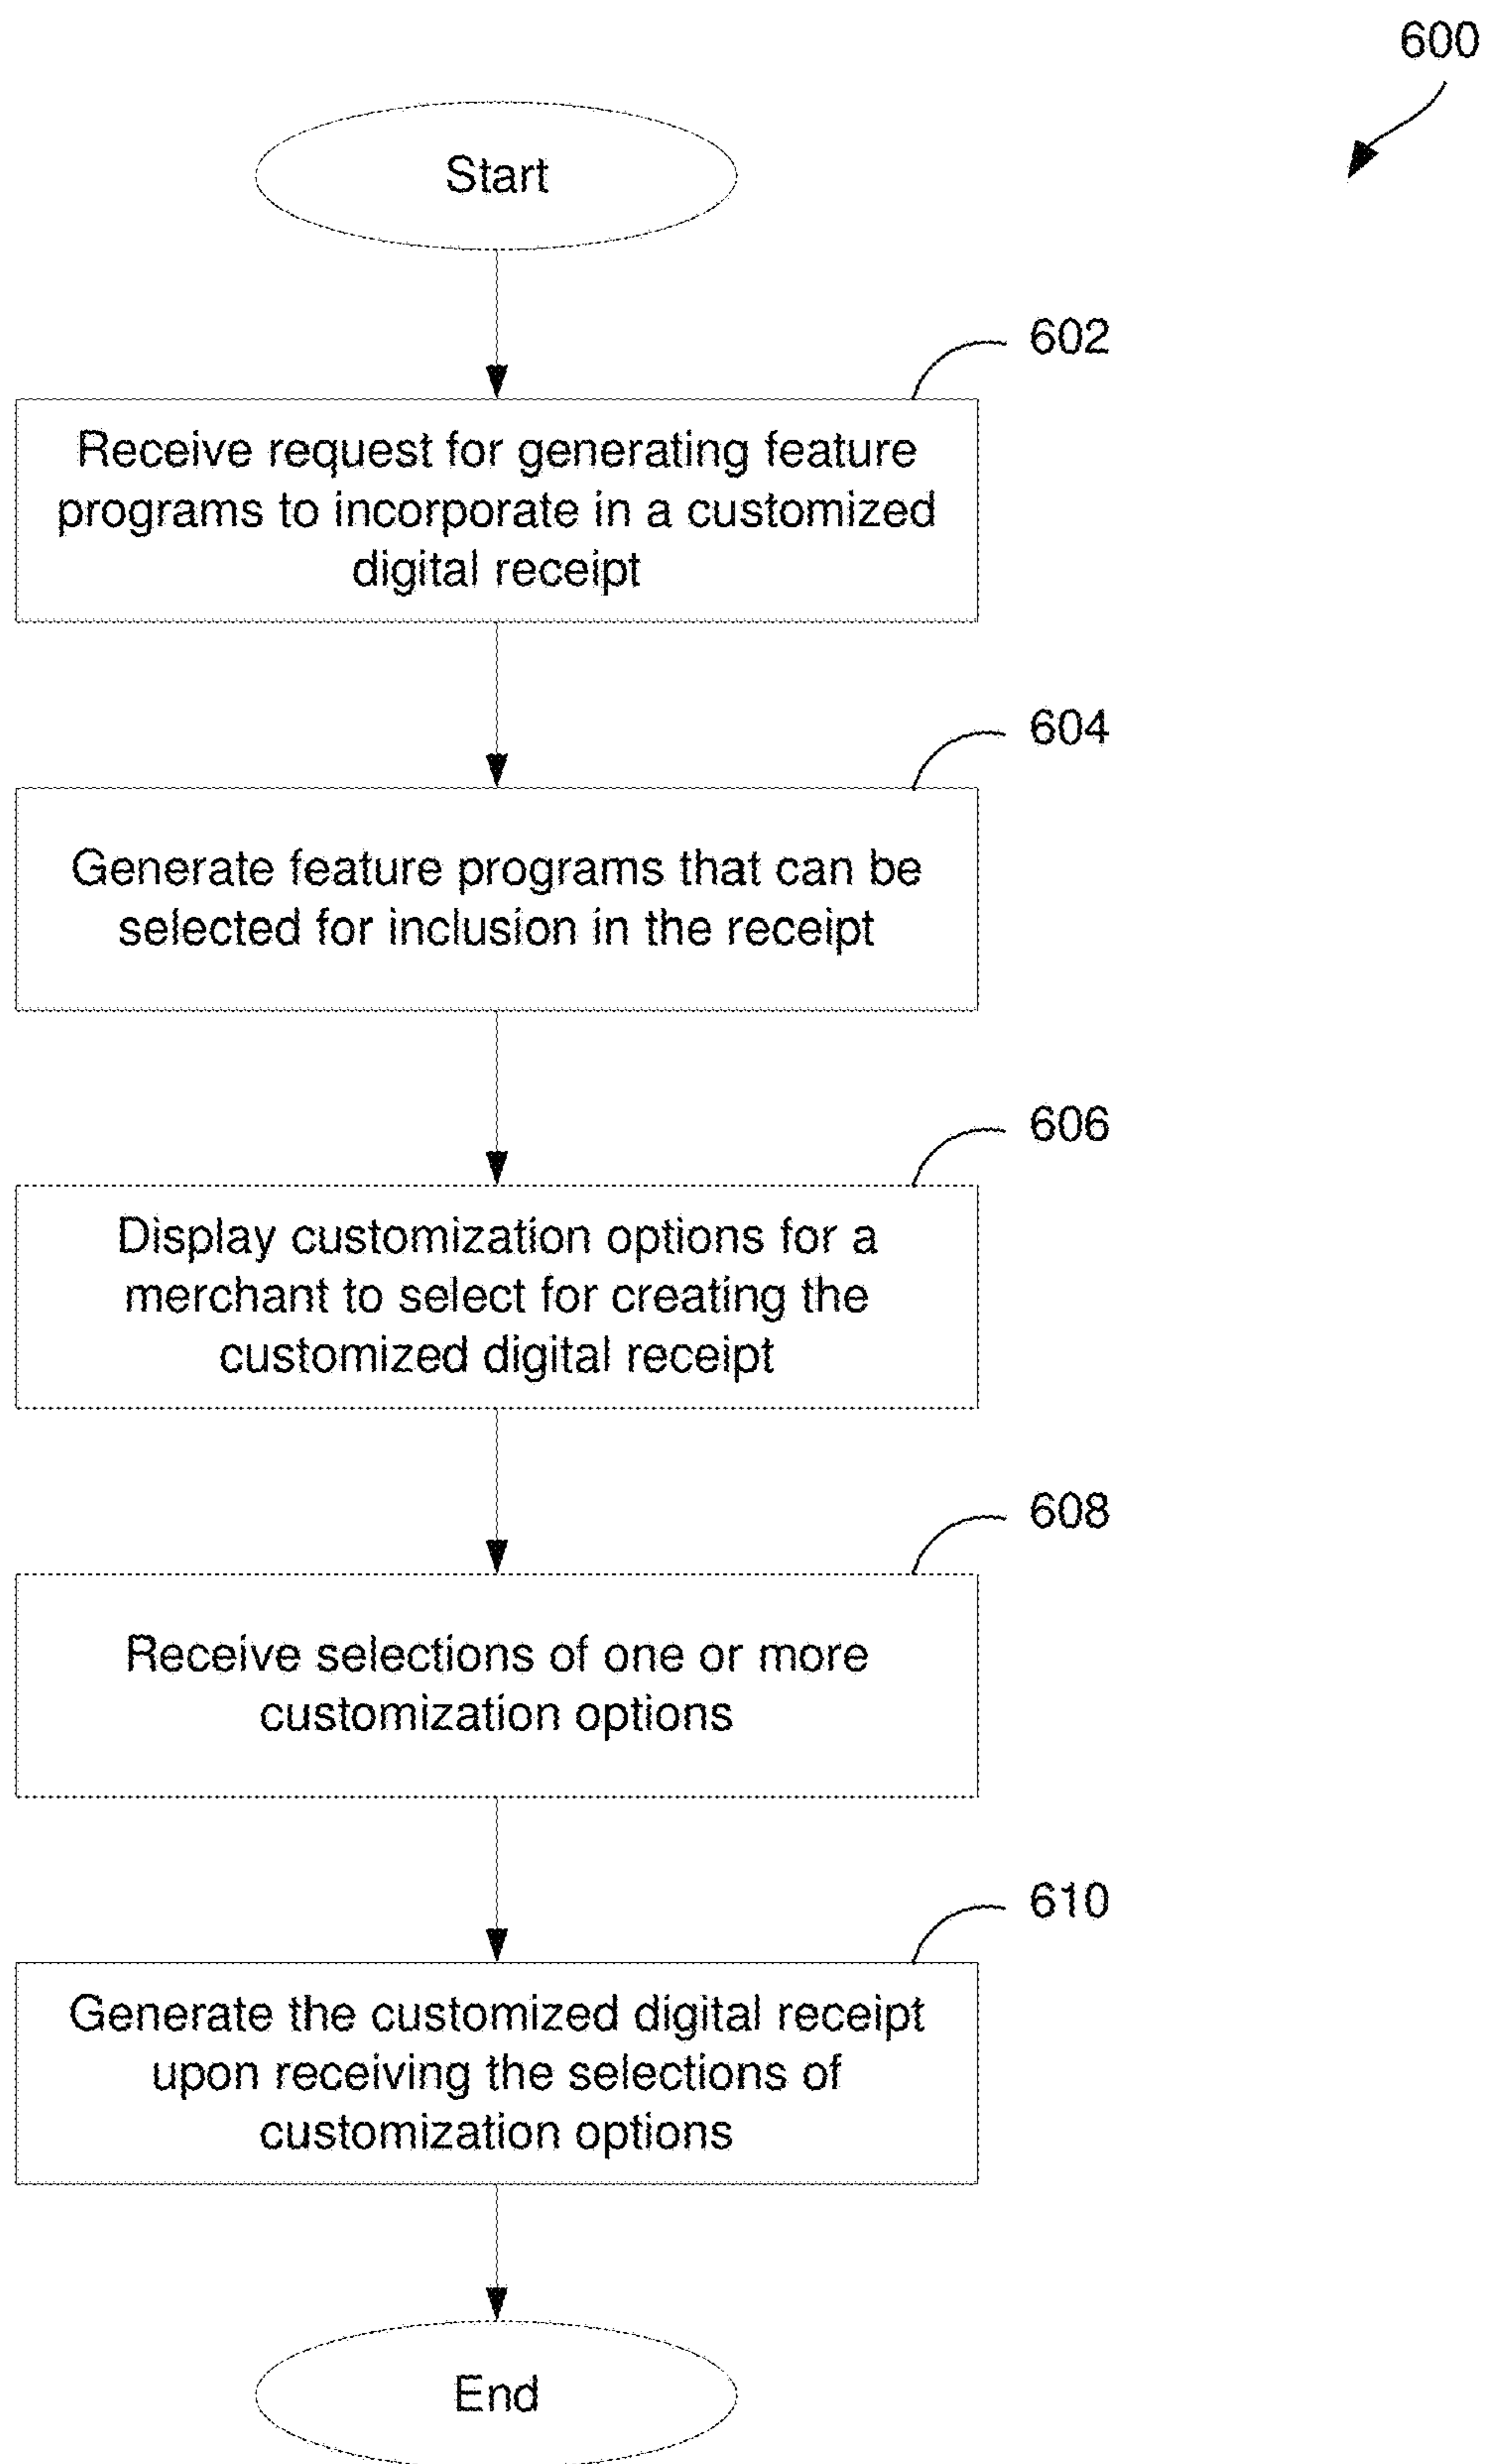 600
Start
602
Receive request for generating feature
programs to incorporate in a customized
digital receipt
604
Generate feature programs that can be
selected for inclusion in the receipt
606
Display customization options for a
merchant to select for creating the
customized digital receipt
608
Receive selections of one or more
customization options
610
Generate the customized digital receipt
upon receiving the selections of
customization options
End